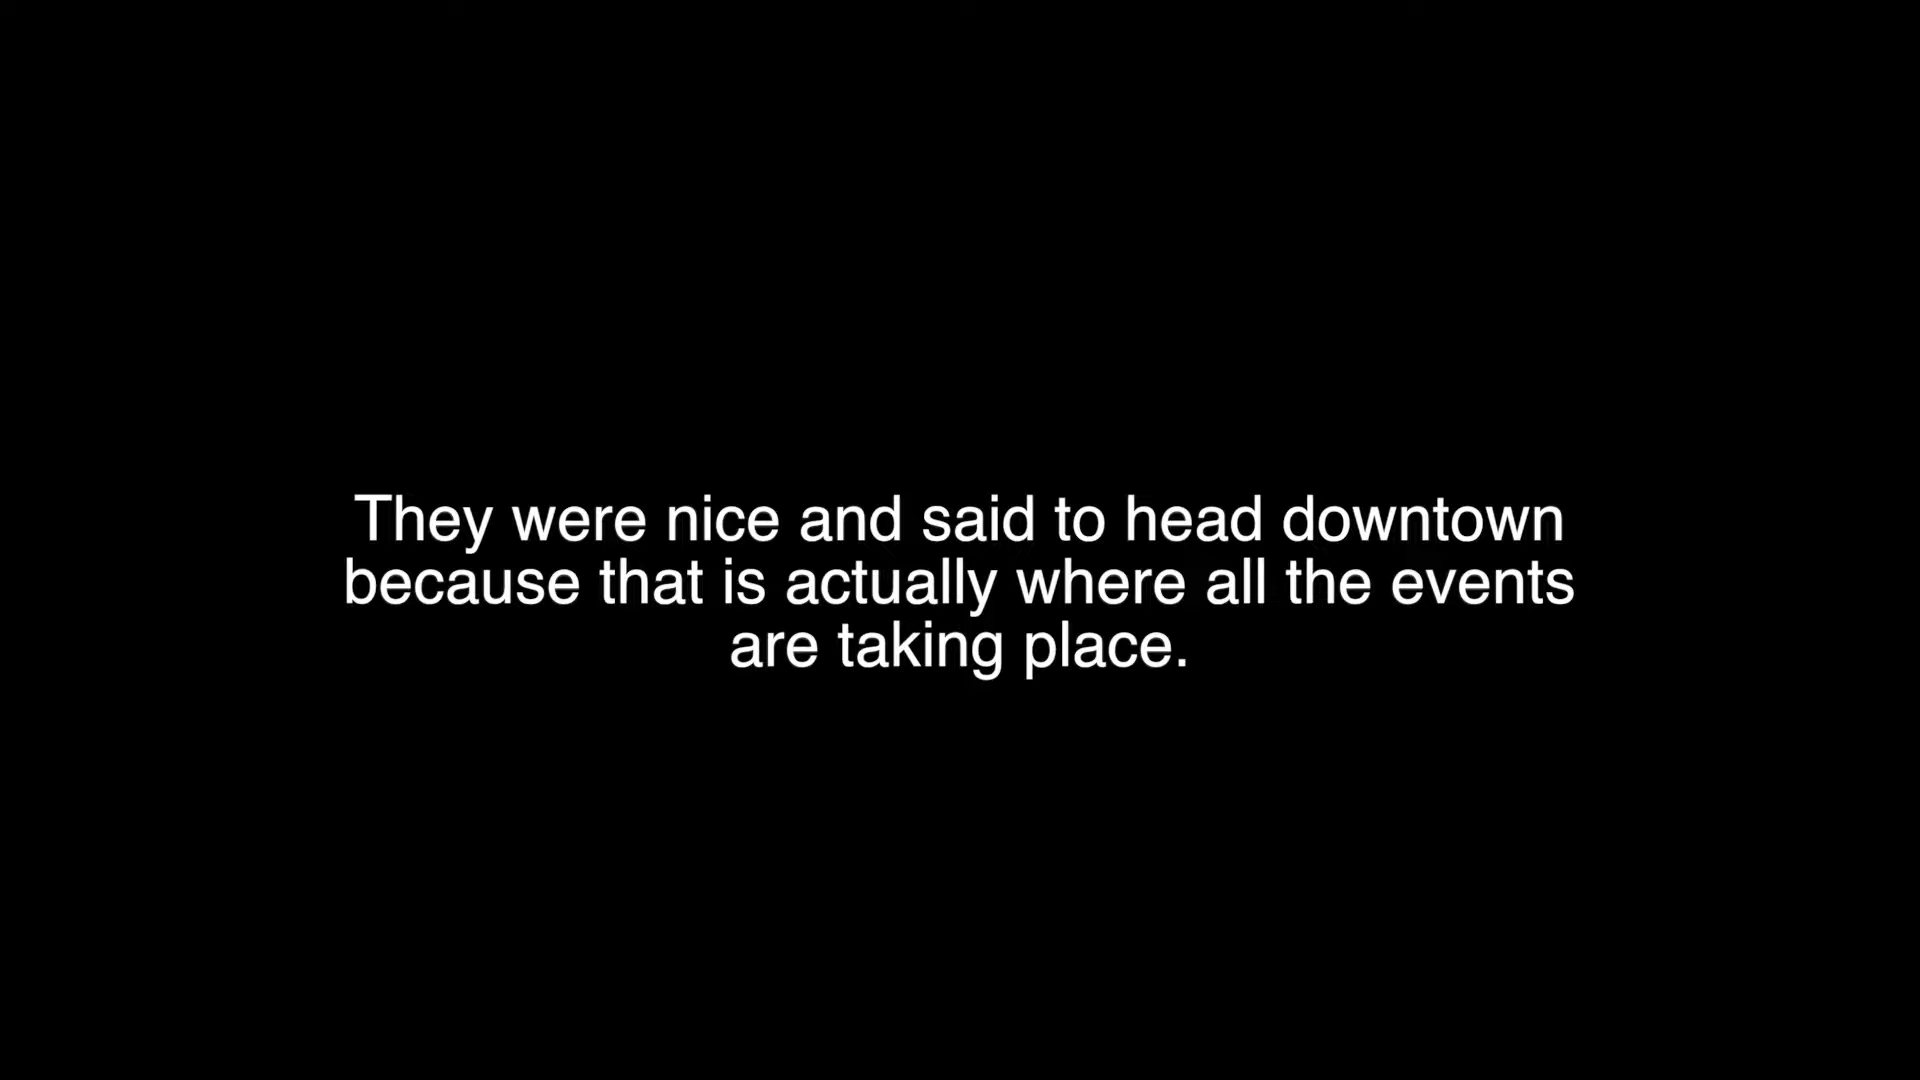 They were nice and said to head downtown
because that is actually where all the events
are taking place.